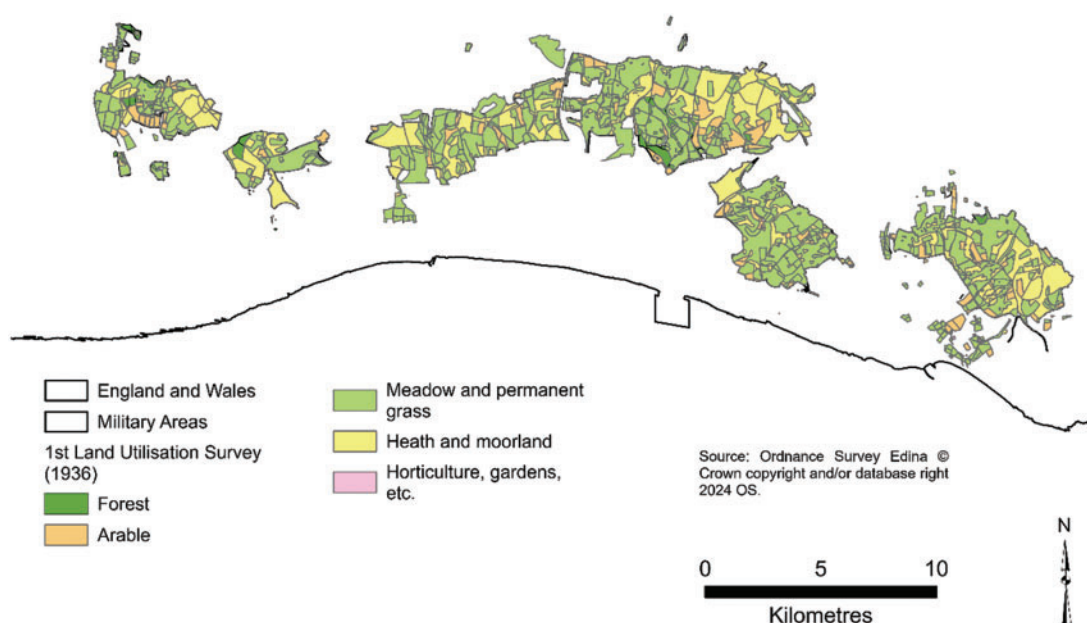 England and Wales
Military Areas
1st Land Utilisation Survey
(1936)
Forest
Arable
Meadow and permanent
grass
Heath and moorland
Horticulture, gardens,
etc.
Source: Ordnance Survey Edina ©
Crown copyright and/or database right
2024 OS.
N
0 5 10
Kilometres